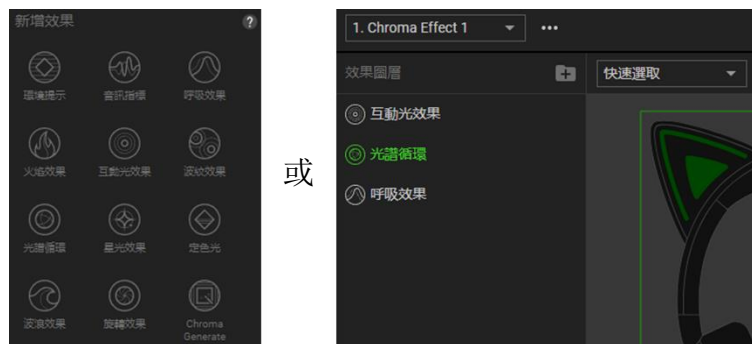 新增效果
?
環境提示
音訊指標
呼吸效果
火焰效果
互動光效果
波紋效果
光譜循環
星光效果
定色光
波浪效果
旋轉效果
Chroma
Generate
或
1. Chroma Effect 1
效果圖層
快速選取
互動光效果
光譜循環
呼吸效果